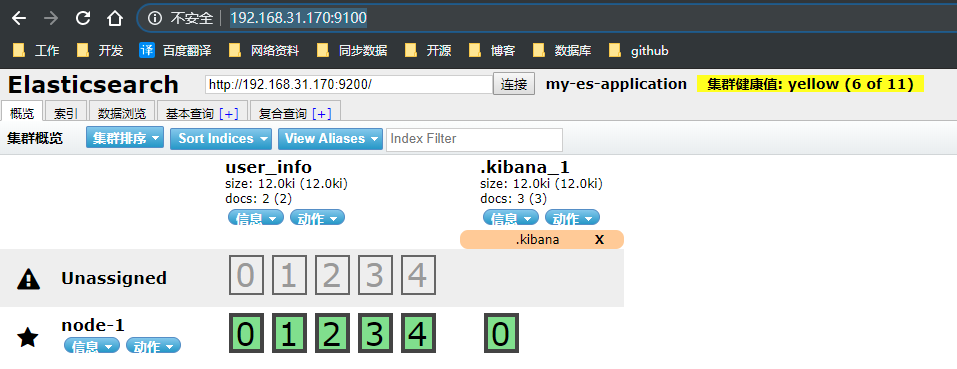 不安全 192.168.31.170:9100
工作 开发 译 百度翻译 网络资料 同步数据 开源 博客 数据库 github
Elasticsearch http://192.168.31.170:9200/ 连接 my-es-application 集群健康值: yellow (6 of 11)
概览 索引 数据浏览 基本查询 [+] 复合查询 [+]
集群概览 集群排序 Sort Indices View Aliases Index Filter
user_info .kibana_1
size: 12.0ki (12.0ki) size: 12.0ki (12.0ki)
docs: 2 (2) docs: 3 (3)
信息 动作 信息 动作
.kibana X
Unassigned 0 1 2 3 4
node-1 0 1 2 3 4 0
信息 动作